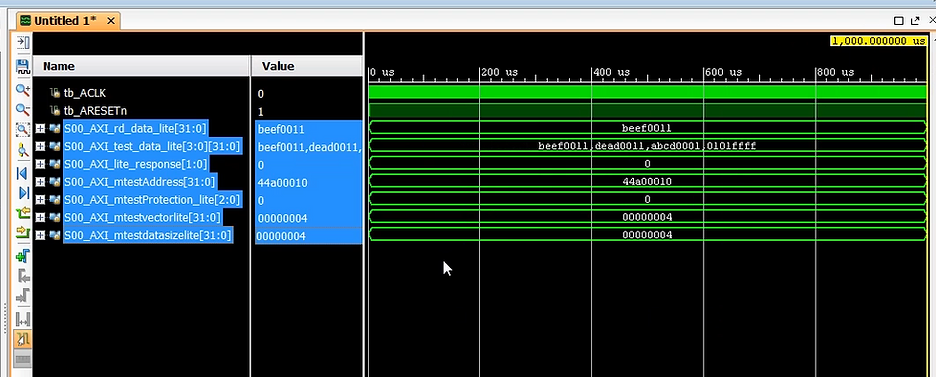 Untitled 1*
1,000.000000 us
Name Value
0 us 200 us 400 us 600 us 800 us
tb_ACLK 0
tb_ARESETn 1
S00_AXI_rd_data_lite[31:0] beef0011 beef0011
S00_AXI_test_data_lite[3:0][31:0] beef0011,dead0011, beef0011,dead0011,abcd0001,0101ffff
S00_AXI_lite_response[1:0] 0 0
S00_AXI_mtestAddress[31:0] 44a00010 44a00010
S00_AXI_mtestProtection_lite[2:0] 0 0
S00_AXI_mtestvectorlite[31:0] 00000004 00000004
S00_AXI_mtestdatasizelite[31:0] 00000004 00000004